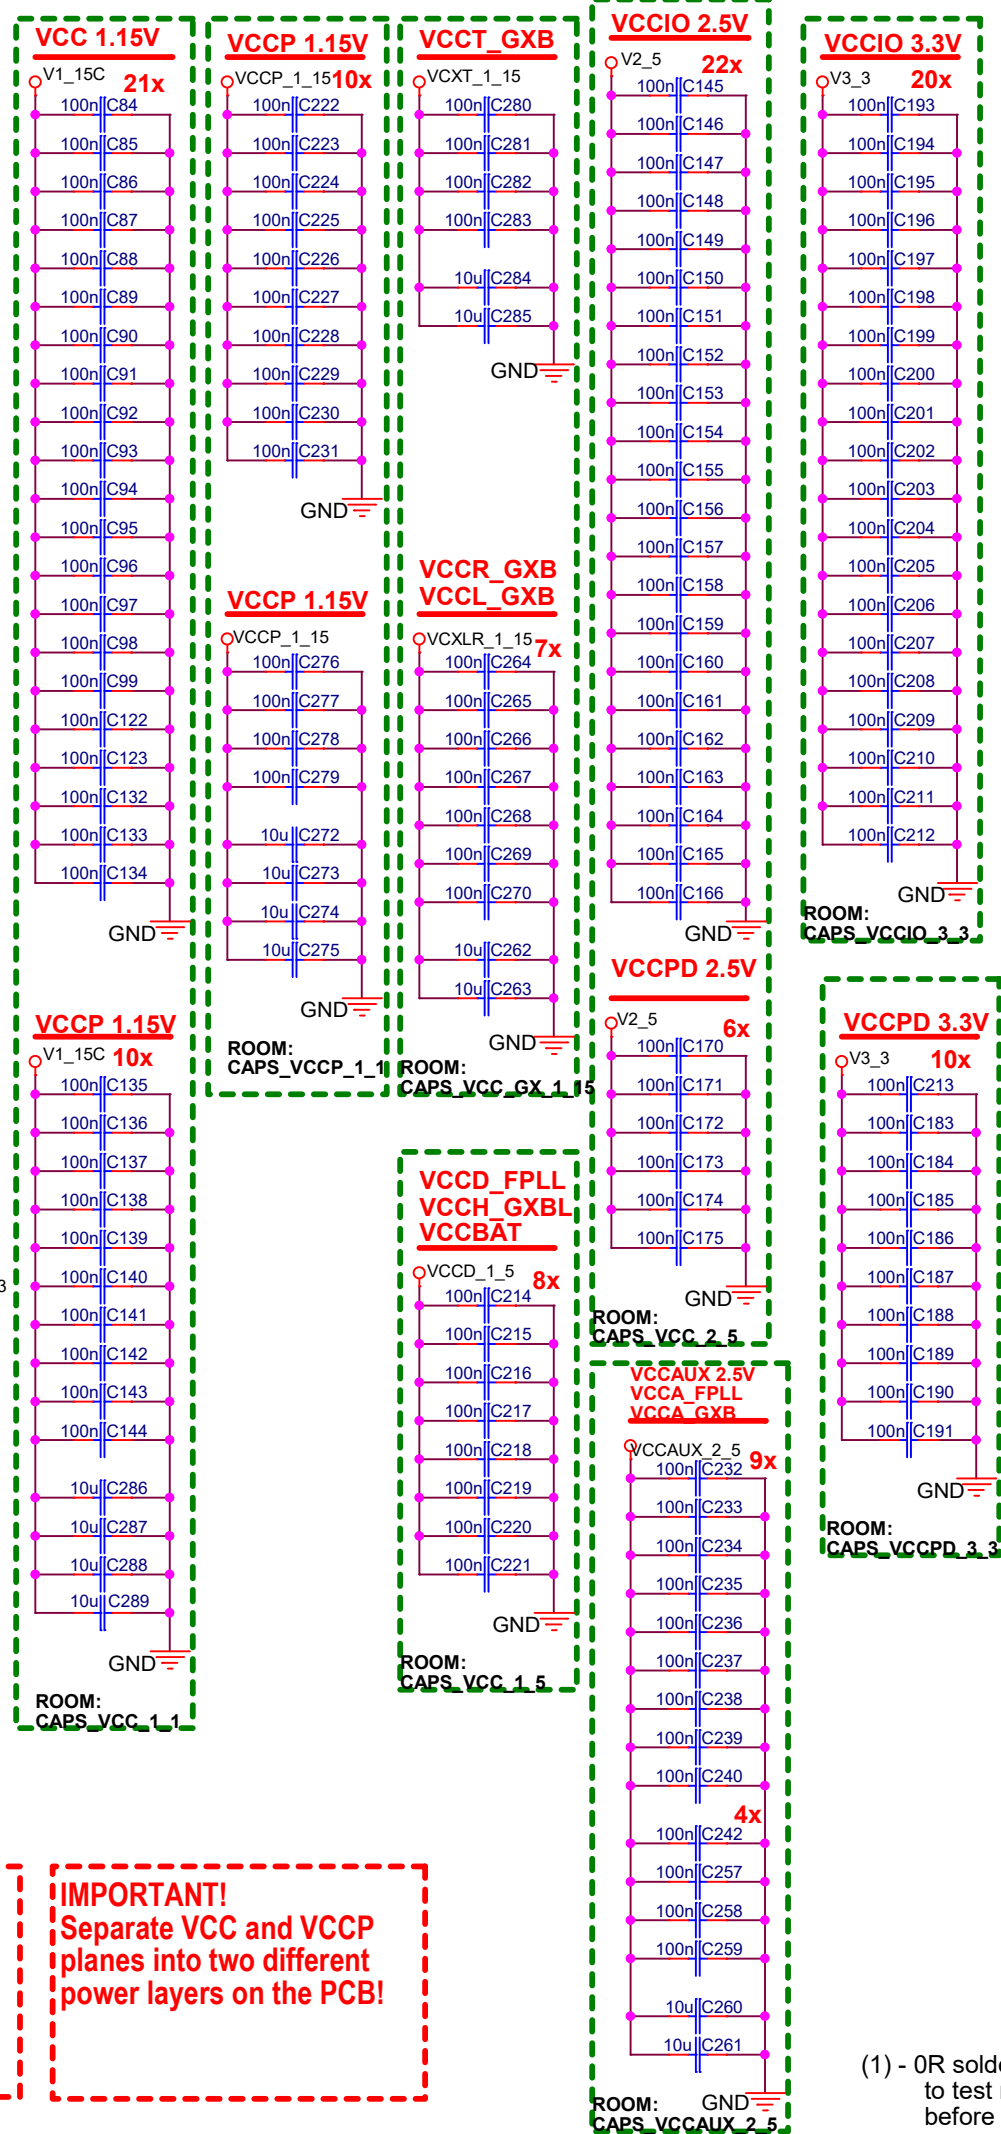 VCC 1.15V
V1_15C 21x
100n C84
100n C85
100n C86
100n C87
100n C88
100n C89
100n C90
100n C91
100n C92
100n C93
100n C94
100n C95
100n C96
100n C97
100n C98
100n C99
100n C122
100n C123
100n C132
100n C133
100n C134
GND
VCCP 1.15V
V1_15C 10x
100n C135
100n C136
100n C137
100n C138
100n C139
100n C140
100n C141
100n C142
100n C143
100n C144
10u C286
10u C287
10u C288
10u C289
GND
ROOM:
CAPS_VCC_1_1
VCCP 1.15V
VCCP_1_15 10x
100n C222
100n C223
100n C224
100n C225
100n C226
100n C227
100n C228
100n C229
100n C230
100n C231
GND
VCCP 1.15V
VCCP_1_15
100n C276
100n C277
100n C278
100n C279
10u C272
10u C273
10u C274
10u C275
GND
ROOM:
CAPS_VCCP_1_1
VCCT_GXB
VCXT_1_15
100n C280
100n C281
100n C282
100n C283
10u C284
10u C285
GND
VCCR_GXB
VCCL_GXB
VCXLR_1_15 7x
100n C264
100n C265
100n C266
100n C267
100n C268
100n C269
100n C270
10u C262
10u C263
GND
ROOM:
CAPS_VCC_GX_1_15
VCCD_FPLL
VCCH_GXBL
VCCBAT
VCCD_1_5 8x
100n C214
100n C215
100n C216
100n C217
100n C218
100n C219
100n C220
100n C221
GND
ROOM:
CAPS_VCC_1_5
VCCIO 2.5V
V2_5 22x
100n C145
100n C146
100n C147
100n C148
100n C149
100n C150
100n C151
100n C152
100n C153
100n C154
100n C155
100n C156
100n C157
100n C158
100n C159
100n C160
100n C161
100n C162
100n C163
100n C164
100n C165
100n C166
GND
VCCPD 2.5V
V2_5 6x
100n C170
100n C171
100n C172
100n C173
100n C174
100n C175
GND
ROOM:
CAPS_VCC_2_5
VCCAUX 2.5V
VCCA_FPLL
VCCA_GXB
VCCAUX_2_5 9x
100n C232
100n C233
100n C234
100n C235
100n C236
100n C237
100n C238
100n C239
100n C240
4x
100n C242
100n C257
100n C258
100n C259
10u C260
10u C261
GND
ROOM:
CAPS_VCCAUX_2_5
VCCIO 3.3V
V3_3 20x
100n C193
100n C194
100n C195
100n C196
100n C197
100n C198
100n C199
100n C200
100n C201
100n C202
100n C203
100n C204
100n C205
100n C206
100n C207
100n C208
100n C209
100n C210
100n C211
100n C212
GND
ROOM:
CAPS_VCCIO_3_3
VCCPD 3.3V
V3_3 10x
100n C213
100n C183
100n C184
100n C185
100n C186
100n C187
100n C188
100n C189
100n C190
100n C191
GND
ROOM:
CAPS_VCCPD_3_3
3
IMPORTANT!
Separate VCC and VCCP
planes into two different
power layers on the PCB!
(1) - 0R
to test
before